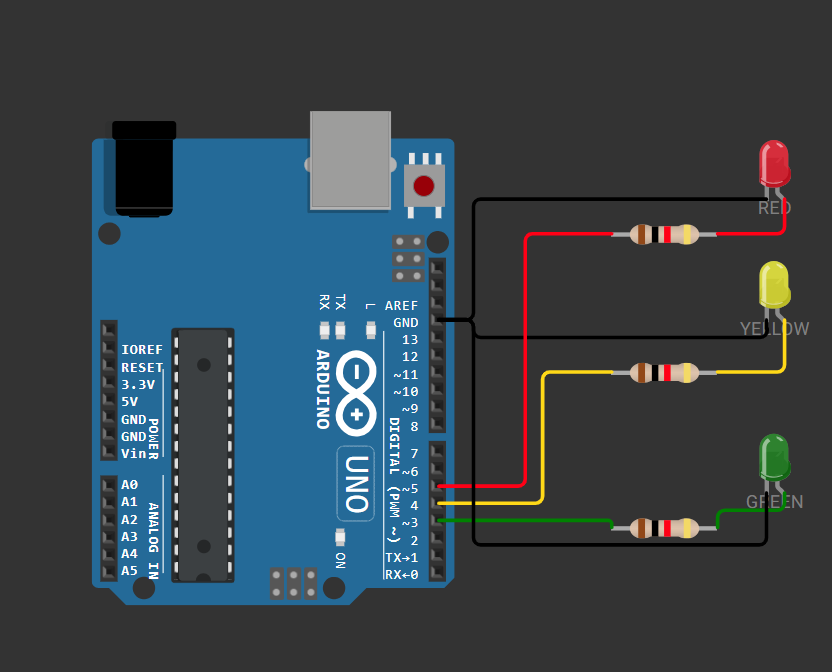 RED
YELLOW
GREEN
RX
TX
L
AREF
GND
13
12
~11
~10
~9
8
7
~6
~5
4
~3
2
TX→1
RX←0
DIGITAL (PWM ~)
ARDUINO
UNO
ON
IOREF
RESET
3.3V
5V
GND
GND
Vin
POWER
A0
A1
A2
A3
A4
A5
ANALOG IN